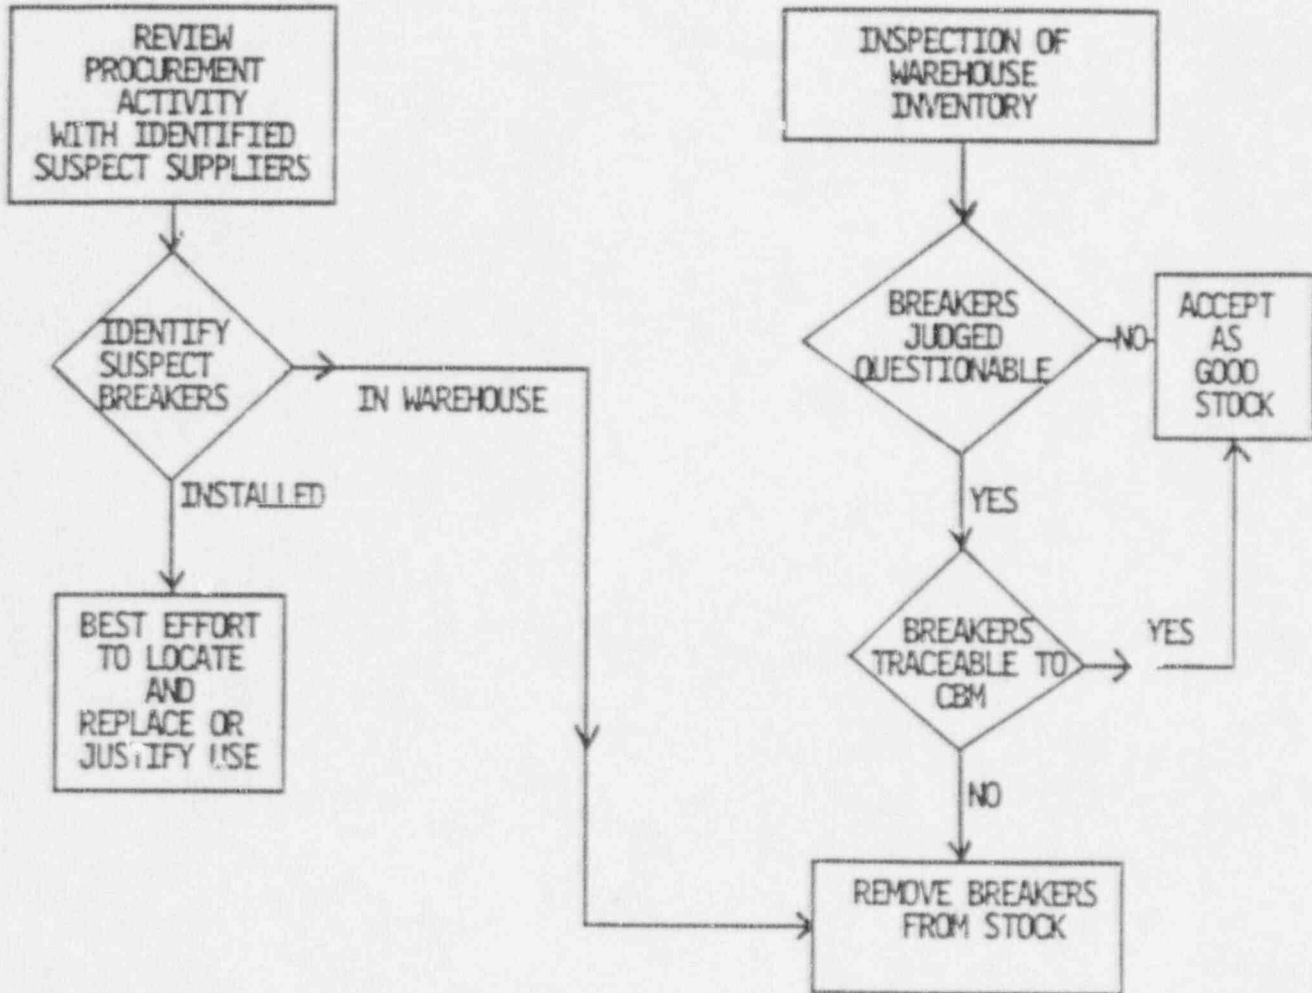 REVIEW
PROCUREMENT
ACTIVITY
WITH IDENTIFIED
SUSPECT SUPPLIERS
IDENTIFY
SUSPECT
BREAKERS
IN WAREHOUSE
INSTALLED
BEST EFFORT
TO LOCATE
AND
REPLACE OR
JUSTIFY USE
INSPECTION OF
WAREHOUSE
INVENTORY
BREAKERS
JUDGED
QUESTIONABLE
NO
ACCEPT
AS
GOOD
STOCK
YES
BREAKERS
TRACEABLE TO
CBM
YES
NO
REMOVE BREAKERS
FROM STOCK